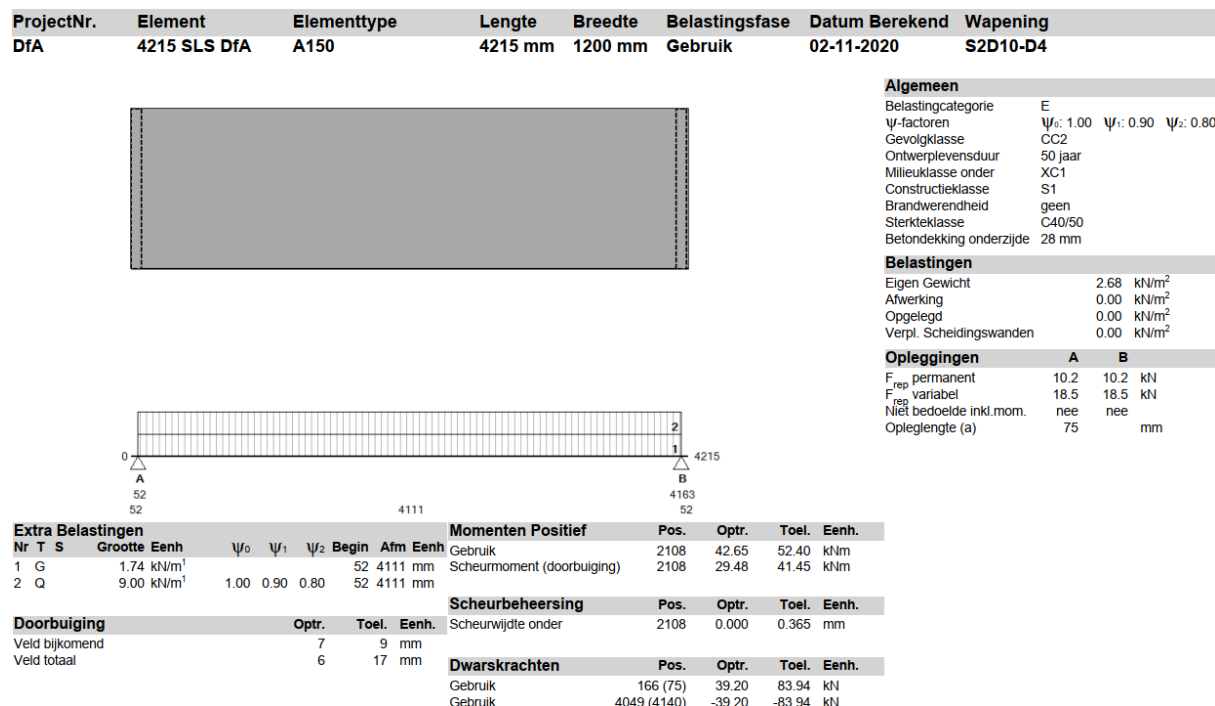 ProjectNr. Element Elementtype Lengte Breedte Belastingsfase Datum Berekend Wapening
DfA 4215 SLS DfA A150 4215 mm 1200 mm Gebruik 02-11-2020 S2D10-D4
Algemeen
Belastingcategorie E
Ψ-factoren Ψ₀: 1.00 Ψ₁: 0.90 Ψ₂: 0.80
Gevolgklasse CC2
Ontwerplevensduur 50 jaar
Milieuklasse onder XC1
Constructieklasse S1
Brandwerendheid geen
Sterkteklasse C40/50
Betondekking onderzijde 28 mm
Belastingen
Eigen Gewicht 2.68 kN/m²
Afwerking 0.00 kN/m²
Opgelegd 0.00 kN/m²
Verpl. Scheidingswanden 0.00 kN/m²
Opleggingen A B
Frep permanent 10.2 10.2 kN
Frep variabel 18.5 18.5 kN
Niet bedoelde inkl.mom. nee nee
Opleglengte (a) 75 mm
2
1
0 4215
A B
52 4163
52 4111 52
Extra Belastingen
Nr T S Grootte Eenh Ψ₀ Ψ₁ Ψ₂ Begin Afm Eenh
1 G 1.74 kN/m¹ 52 4111 mm
2 Q 9.00 kN/m¹ 1.00 0.90 0.80 52 4111 mm
Doorbuiging Optr. Toel. Eenh.
Veld bijkomend 7 9 mm
Veld totaal 6 17 mm
Momenten Positief Pos. Optr. Toel. Eenh.
Gebruik 2108 42.65 52.40 kNm
Scheurmoment (doorbuiging) 2108 29.48 41.45 kNm
Scheurbeheersing Pos. Optr. Toel. Eenh.
Scheurwijdte onder 2108 0.000 0.365 mm
Dwarskrachten Pos. Optr. Toel. Eenh.
Gebruik 166 (75) 39.20 83.94 kN
Gebruik 4049 (4140) -39.20 -83.94 kN